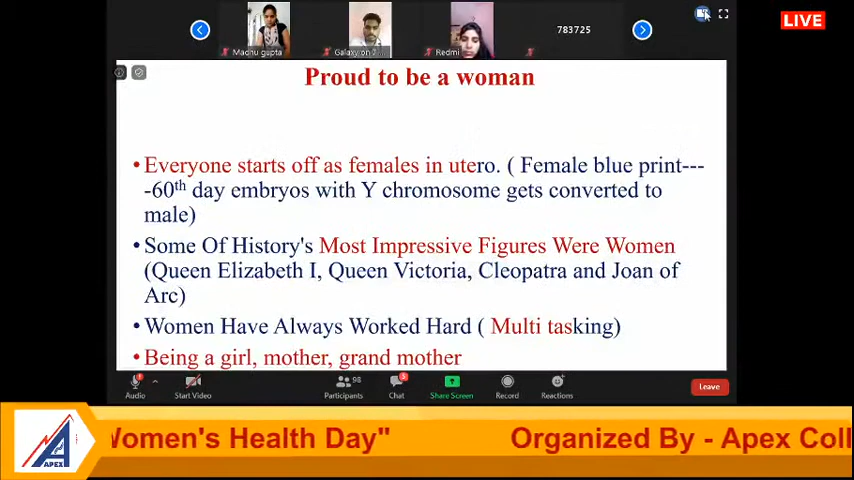 LIVE
Madhu gupta
Galaxy on 7
Redmi
783725
Proud to be a woman
•Everyone starts off as females in utero. ( Female blue print---
-60th day embryos with Y chromosome gets converted to
male)
•Some Of History's Most Impressive Figures Were Women
(Queen Elizabeth I, Queen Victoria, Cleopatra and Joan of
Arc)
•Women Have Always Worked Hard ( Multi tasking)
•Being a girl, mother, grand mother
Audio
Start Video
Participants
98
Chat
Share Screen
Record
Reactions
Leave
APEX
Women's Health Day" Organized By - Apex Coll